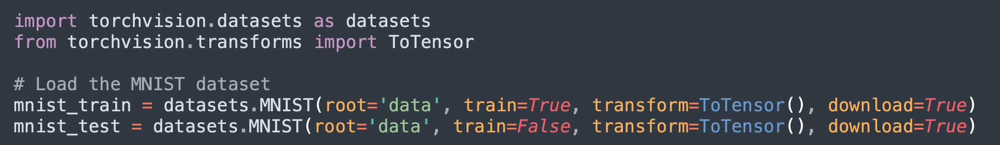 import torchvision.datasets as datasets
from torchvision.transforms import ToTensor

# Load the MNIST dataset
mnist_train = datasets.MNIST(root='data', train=True, transform=ToTensor(), download=True)
mnist_test = datasets.MNIST(root='data', train=False, transform=ToTensor(), download=True)